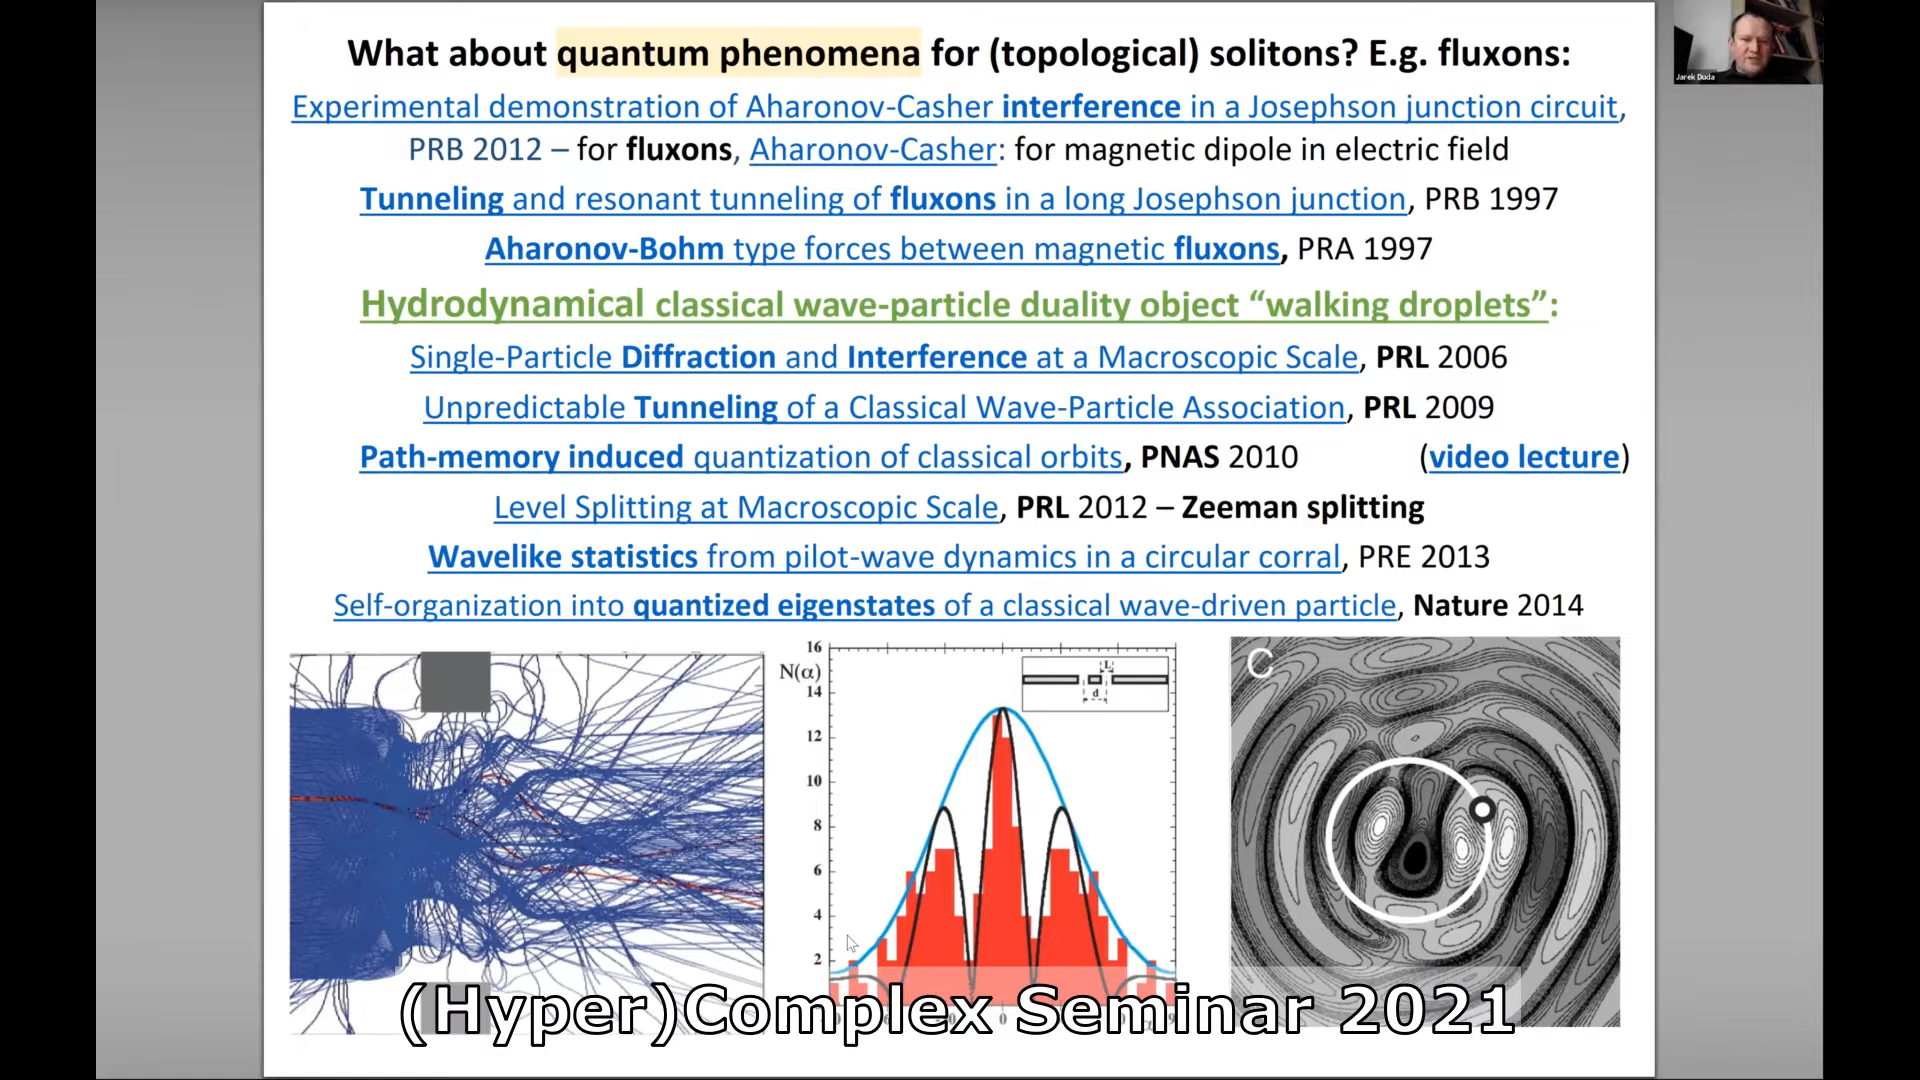 What about quantum phenomena for (topological) solitons? E.g. fluxons:
Jarek Duda
Experimental demonstration of Aharonov-Casher interference in a Josephson junction circuit,
PRB 2012 – for fluxons, Aharonov-Casher: for magnetic dipole in electric field
Tunneling and resonant tunneling of fluxons in a long Josephson junction, PRB 1997
Aharonov-Bohm type forces between magnetic fluxons, PRA 1997
Hydrodynamical classical wave-particle duality object “walking droplets”:
Single-Particle Diffraction and Interference at a Macroscopic Scale, PRL 2006
Unpredictable Tunneling of a Classical Wave-Particle Association, PRL 2009
Path-memory induced quantization of classical orbits, PNAS 2010 (video lecture)
Level Splitting at Macroscopic Scale, PRL 2012 – Zeeman splitting
Wavelike statistics from pilot-wave dynamics in a circular corral, PRE 2013
Self-organization into quantized eigenstates of a classical wave-driven particle, Nature 2014
16
N(α)
14
12
10
8
6
4
2
0
L
d
C
(Hyper)Complex Seminar 2021